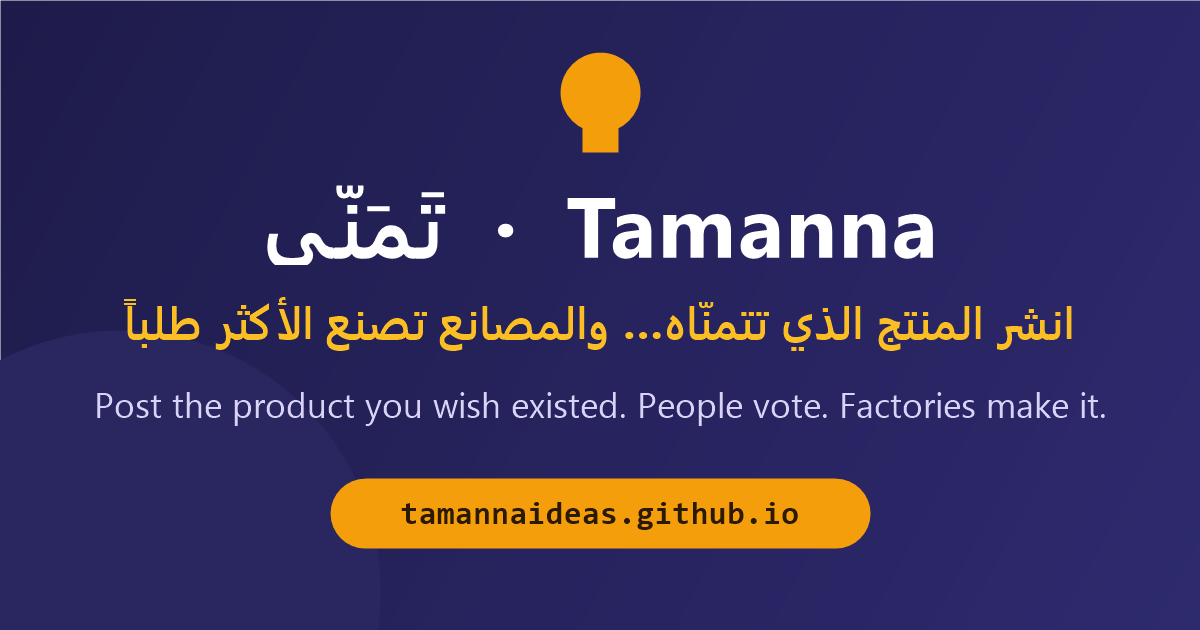 تَمَنّى · Tamanna
انشر المنتج الذي تتمنّاه... والمصانع تصنع الأكثر طلباً
Post the product you wish existed. People vote. Factories make it.
tamannaideas.github.io